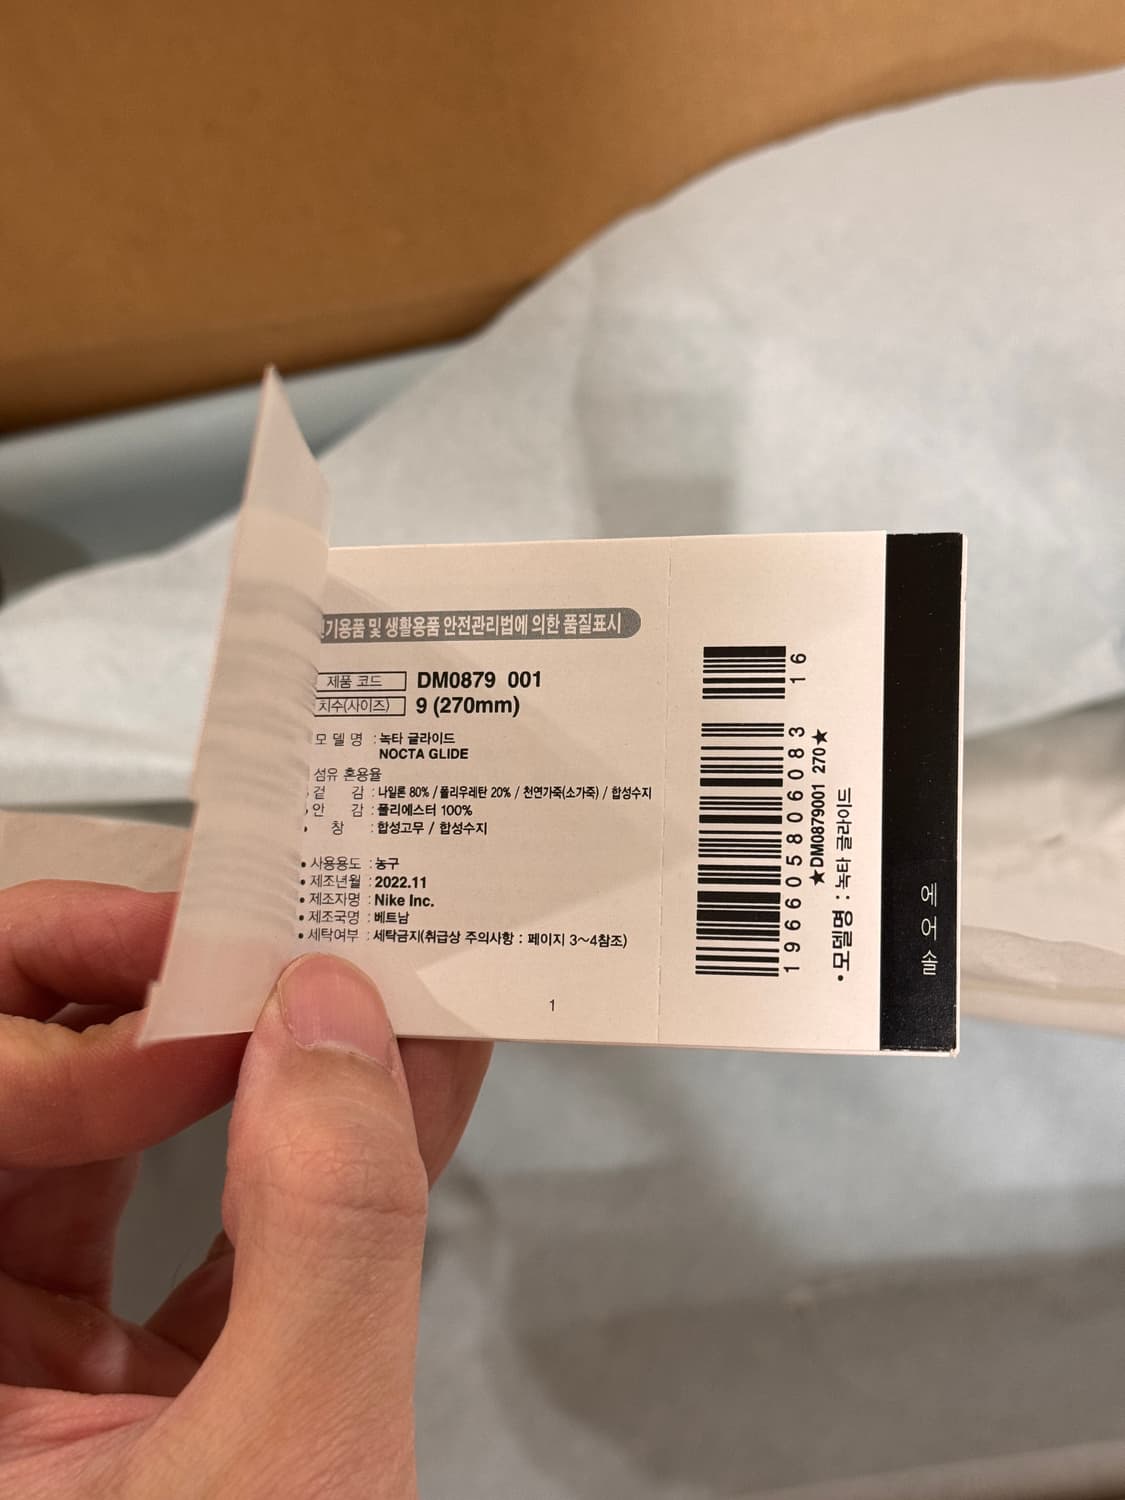 기용품 및 생활용품 안전관리법에 의한 품질표시
제품 코드 DM0879 001
치수(사이즈) 9 (270mm)
모 델 명 : 녹타 글라이드
NOCTA GLIDE
섬유 혼용율
겉 감 : 나일론 80% / 폴리우레탄 20% / 천연가죽(소가죽) / 합성수지
안 감 : 폴리에스터 100%
창 : 합성고무 / 합성수지
• 사용용도 : 농구
• 제조년월 : 2022.11
• 제조자명 : Nike Inc.
• 제조국명 : 베트남
• 세탁여부 : 세탁금지(취급상 주의사항 : 페이지 3~4참조)
1
196605806083 16
★DM0879001 270★
• 모델명 : 녹타 글라이드
에어솔